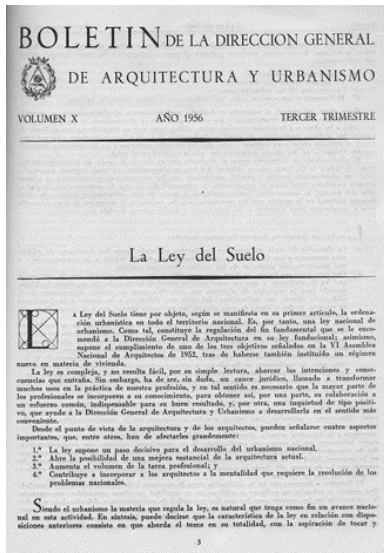 BOLETIN DE LA DIRECCION GENERAL
DE ARQUITECTURA Y URBANISMO
VOLUMEN X AÑO 1956 TERCER TRIMESTRE
La Ley del Suelo
LA Ley del Suelo tiene por objeto, según se manifiesta en su primer artículo, la ordena-
ción urbanística en todo el territorio nacional. Es, por tanto, una ley nacional de
urbanismo. Como tal, constituye la regulación del fin fundamental que se le enco-
mendó a la Dirección General de Arquitectura en su ley fundacional; asimismo,
supone el cumplimiento de uno de los tres objetivos señalados en la VI Asamblea
Nacional de Arquitectos de 1952, tras de haberse también instituído un régimen
nuevo en materia de vivienda.
La ley es compleja, y no resulta fácil, por su simple lectura, abarcar las intenciones y conse-
cuencias que entraña. Sin embargo, ha de ser, sin duda, un cauce jurídico, llamado a transformar
muchos usos en la práctica de nuestra profesión, y en tal sentido es necesario que la mayor parte de
los profesionales se incorporen a su conocimiento, para obtener así, por una parte, su colaboración a
un esfuerzo común, indispensable para su buen resultado, y, por otra, una inquietud de tipo positi-
vo, que ayude a la Dirección General de Arquitectura y Urbanismo a desarrollarla en el sentido más
conveniente.
Desde el punto de vista de la arquitectura y de los arquitectos, pueden señalarse cuatro aspectos
importantes, que, entre otros, han de afectarles grandemente:
1.º La ley supone un paso decisivo para el desarrollo del urbanismo nacional.
2.º Abre la posibilidad de una mejora sustancial de la arquitectura actual.
3.º Aumenta el volumen de la tarea profesional; y
4.º Contribuye a incorporar a los arquitectos a la mentalidad que requiere la resolución de los
problemas nacionales.
Siendo el urbanismo la materia que regula la ley, es natural que tenga como fin un avance nacio-
nal en esta actividad. En síntesis, puede decirse que la característica de la ley en relación con dispo-
siciones anteriores consiste en que aborda el tema en su totalidad, con la aspiración de tocar y
3